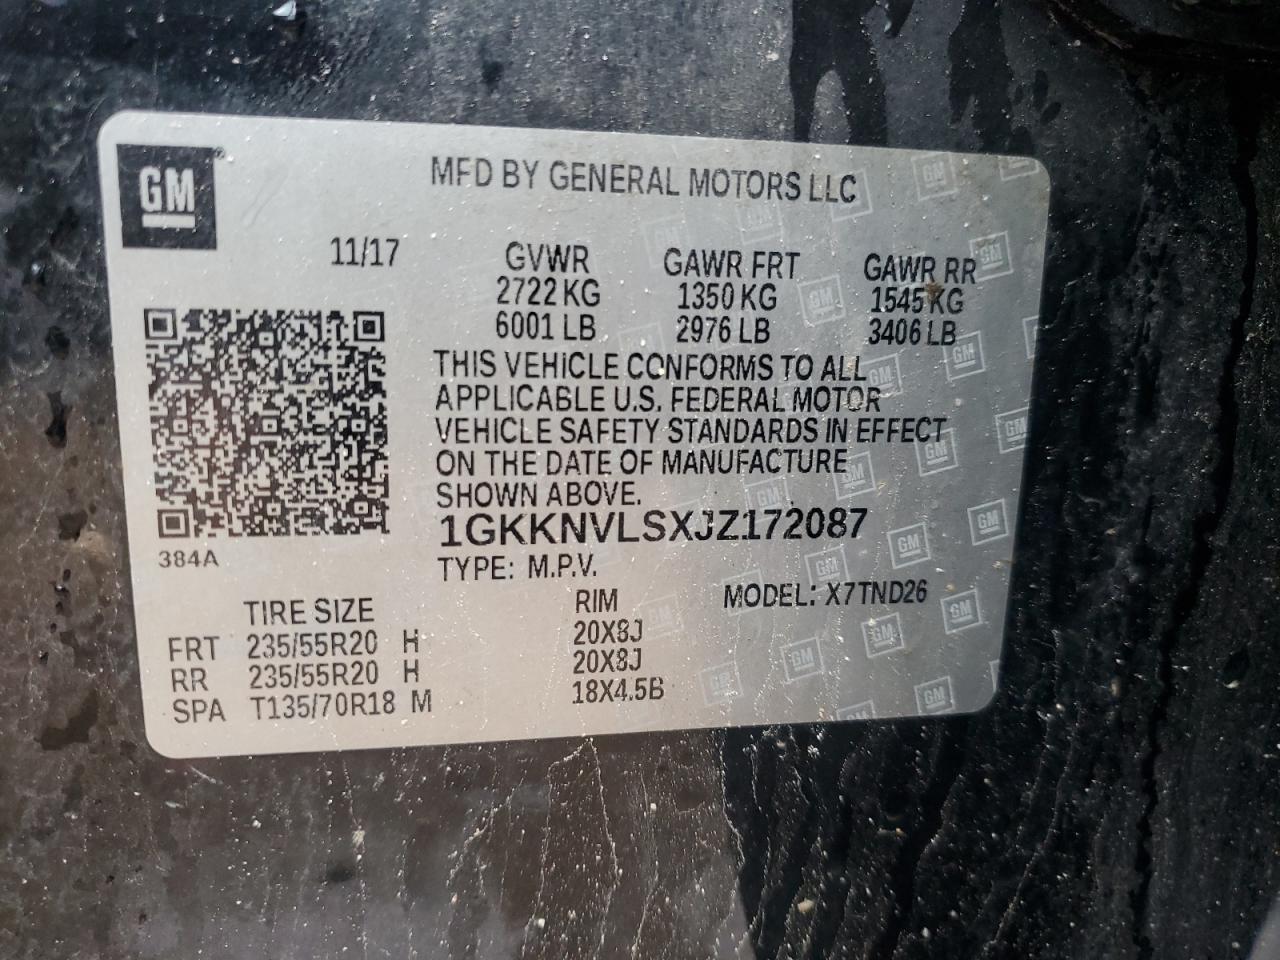 GM
MFD BY GENERAL MOTORS LLC
11/17
GVWR GAWR FRT GAWR RR
2722 KG 1350 KG 1545 KG
6001 LB 2976 LB 3406 LB
THIS VEHICLE CONFORMS TO ALL
APPLICABLE U.S. FEDERAL MOTOR
VEHICLE SAFETY STANDARDS IN EFFECT
ON THE DATE OF MANUFACTURE
SHOWN ABOVE.
1GKKNVLSXJZ172087
384A
TYPE: M.P.V.
MODEL: X7TND26
TIRE SIZE RIM
FRT 235/55R20 H 20X8J
RR 235/55R20 H 20X8J
SPA T135/70R18 M 18X4.5B